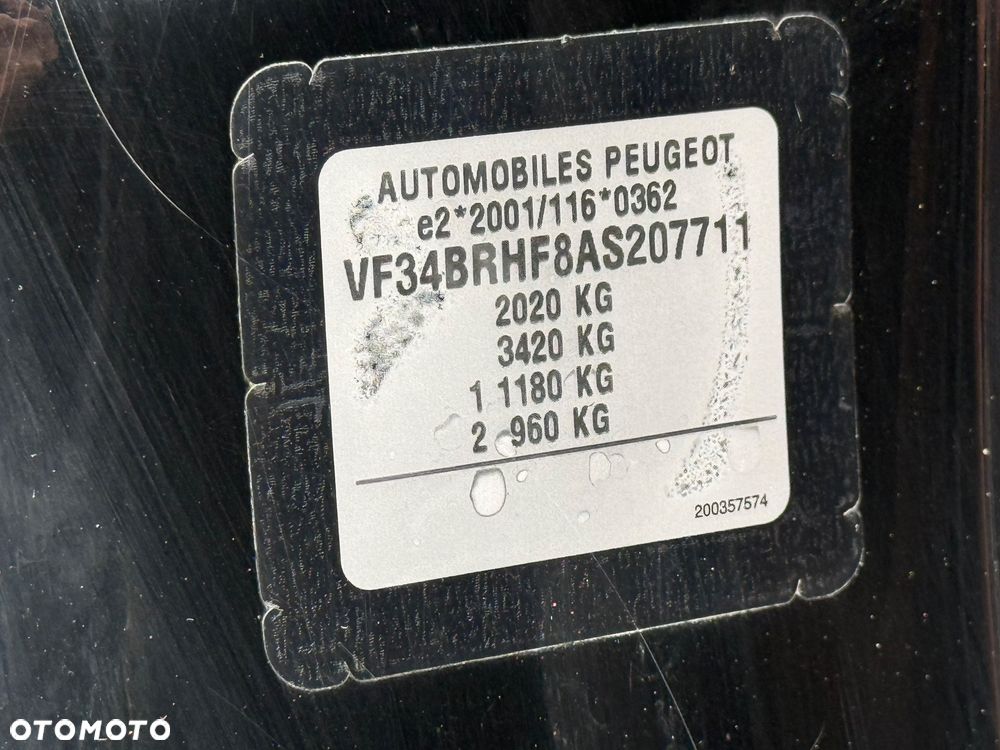 AUTOMOBILES PEUGEOT
e2*2001/116*0362
VF34BRHF8AS207711
2020 KG
3420 KG
1 1180 KG
2 960 KG
200357574
OTOMOTO